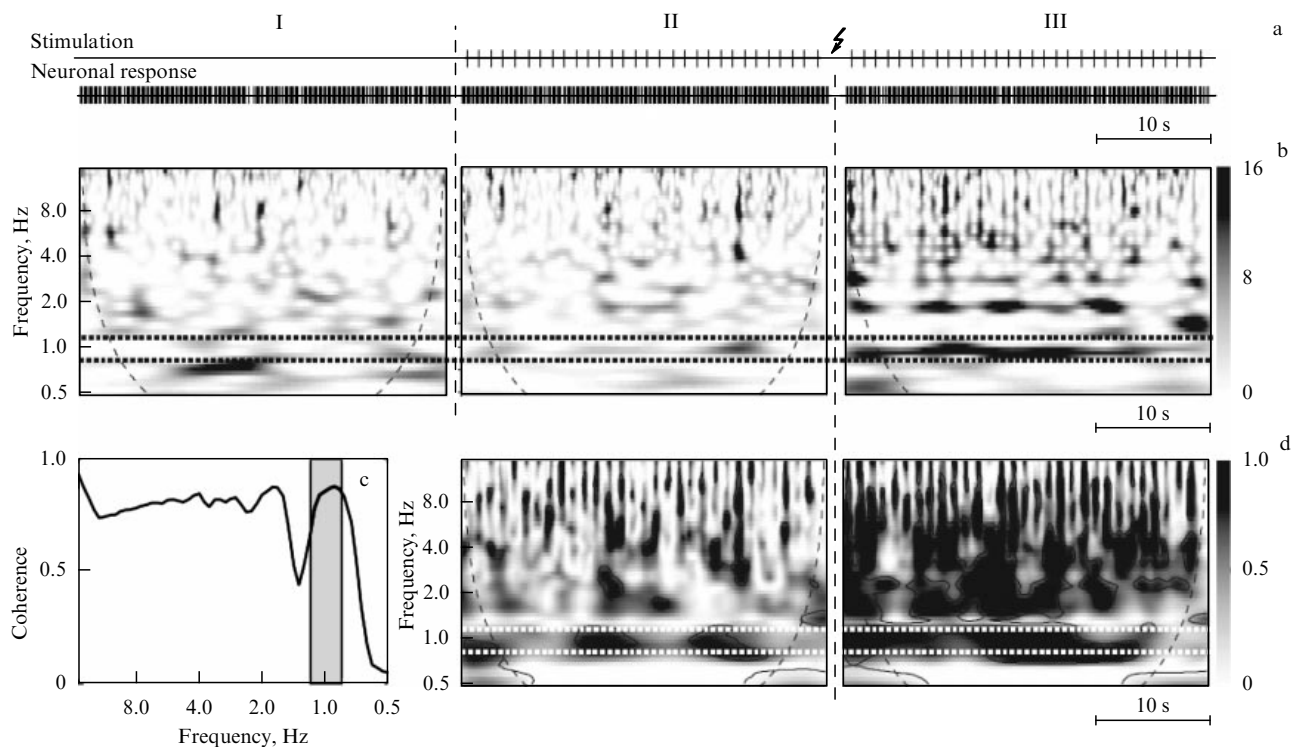 I II III
a
Stimulation
Neuronal response
10 s
b
Frequency, Hz
8.0
4.0
2.0
1.0
0.5
16
8
0
10 s
c
Coherence
1.0
0.5
0
8.0 4.0 2.0 1.0 0.5
Frequency, Hz
d
Frequency, Hz
8.0
4.0
2.0
1.0
0.5
1.0
0.5
0
10 s